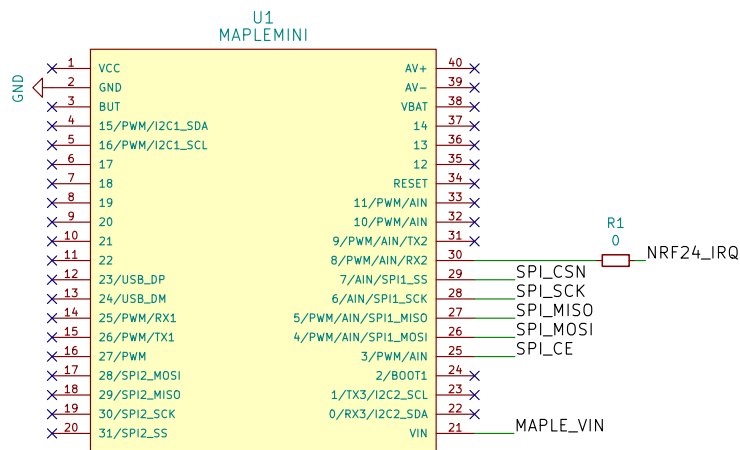 U1
MAPLEMINI
1 VCC AV+ 40
GND 2 GND AV- 39
3 BUT VBAT 38
4 15/PWM/I2C1_SDA 14 37
5 16/PWM/I2C1_SCL 13 36
6 17 12 35
7 18 RESET 34
8 19 11/PWM/AIN 33
9 20 10/PWM/AIN 32
10 21 9/PWM/AIN/TX2 31
R1
0
11 22 8/PWM/AIN/RX2 30 NRF24_IRQ
12 23/USB_DP 7/AIN/SPI1_SS 29 SPI_CSN
13 24/USB_DM 6/AIN/SPI1_SCK 28 SPI_SCK
14 25/PWM/RX1 5/PWM/AIN/SPI1_MISO 27 SPI_MISO
15 26/PWM/TX1 4/PWM/AIN/SPI1_MOSI 26 SPI_MOSI
16 27/PWM 3/PWM/AIN 25 SPI_CE
17 28/SPI2_MOSI 2/BOOT1 24
18 29/SPI2_MISO 1/TX3/I2C2_SCL 23
19 30/SPI2_SCK 0/RX3/I2C2_SDA 22
20 31/SPI2_SS VIN 21 MAPLE_VIN